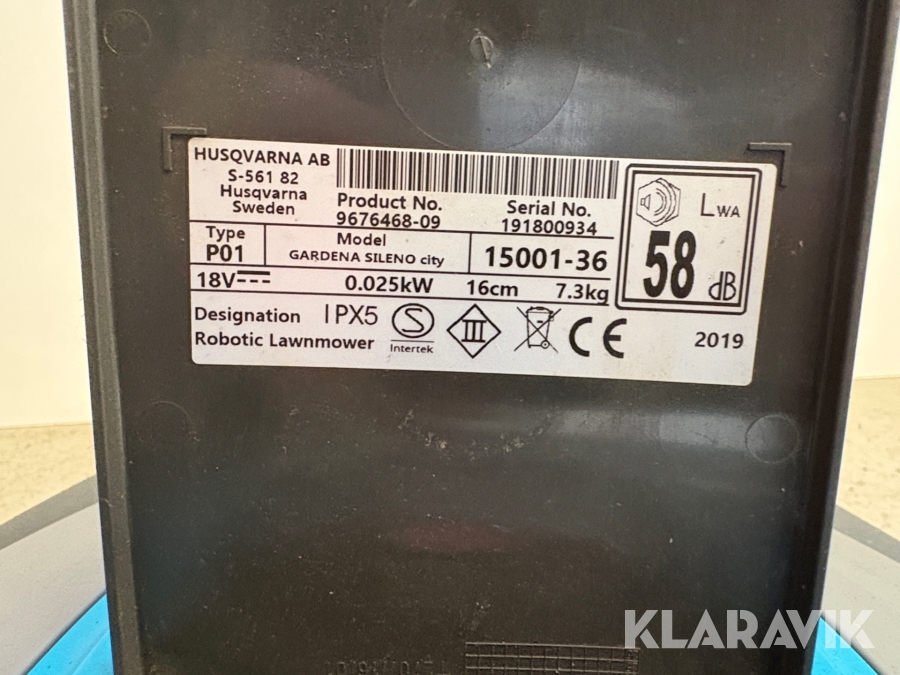 HUSQVARNA AB
S-561 82
Husqvarna
Sweden
Product No.
9676468-09
Serial No.
191800934
LWA
58 dB
Type
P01
Model
GARDENA SILENO city
15001-36
18V
0.025kW
16cm
7.3kg
Designation
Robotic Lawnmower
IPX5
S
Intertek
III
CE
2019
KLARAVIK